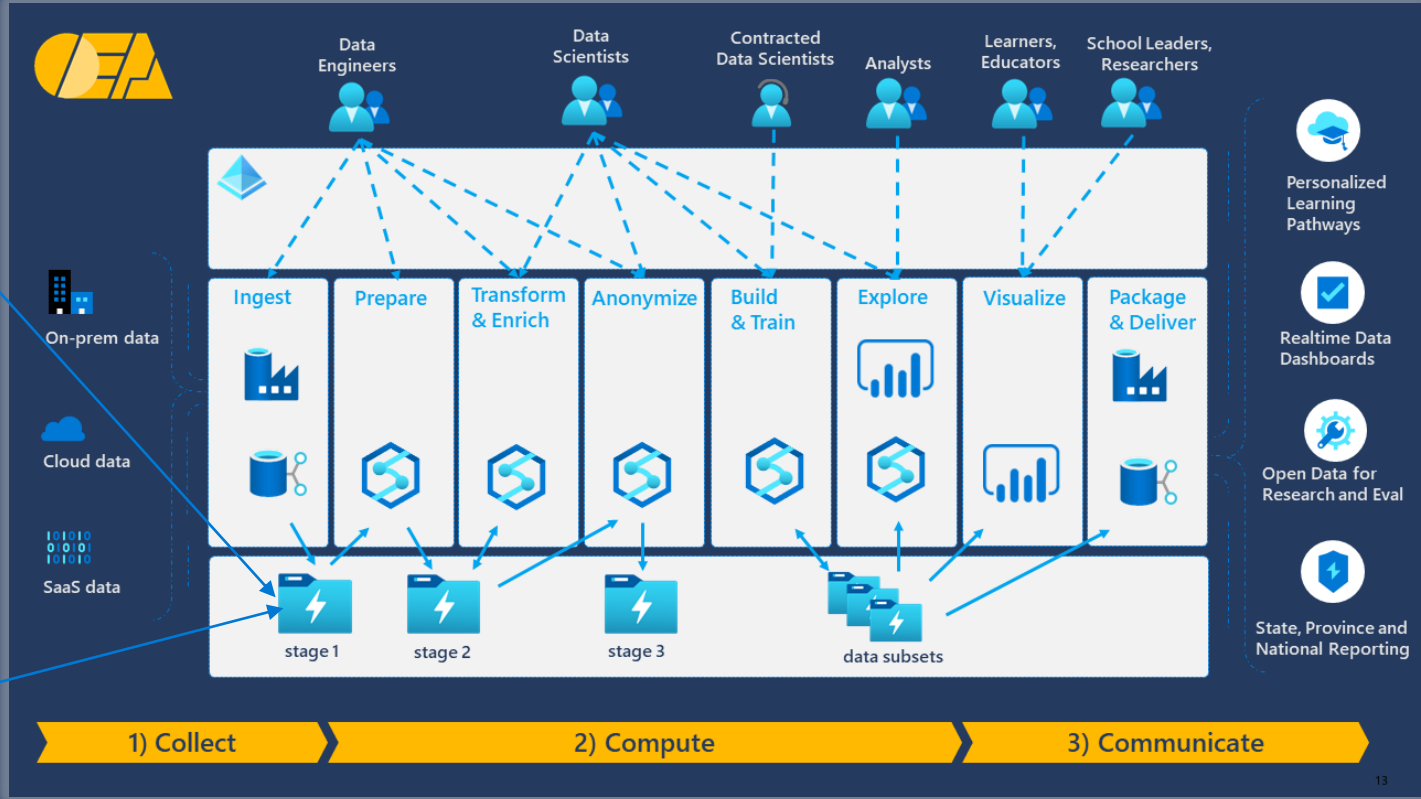 OEA
Data
Engineers
Data
Scientists
Contracted
Data Scientists
Analysts
Learners,
Educators
School Leaders,
Researchers
On-prem data
Cloud data
010101
SaaS data
Ingest
Prepare
Transform
& Enrich
Anonymize
Build
& Train
Explore
Visualize
Package
& Deliver
stage 1
stage 2
stage 3
data subsets
Personalized
Learning
Pathways
Realtime Data
Dashboards
Open Data for
Research and Eval
State, Province and
National Reporting
1) Collect
2) Compute
3) Communicate
13